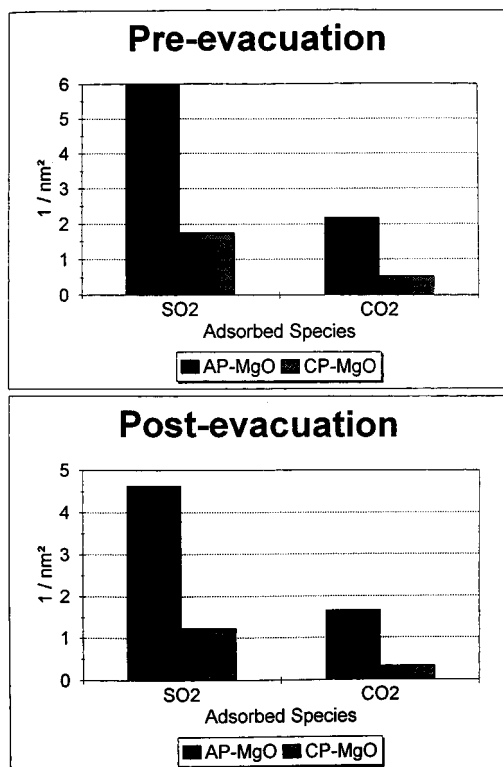 Pre-evacuation
6
5
4
3
2
1
0
1 / nm²
SO2 CO2
Adsorbed Species
AP-MgO CP-MgO
Post-evacuation
5
4
3
2
1
0
1 / nm²
SO2 CO2
Adsorbed Species
AP-MgO CP-MgO